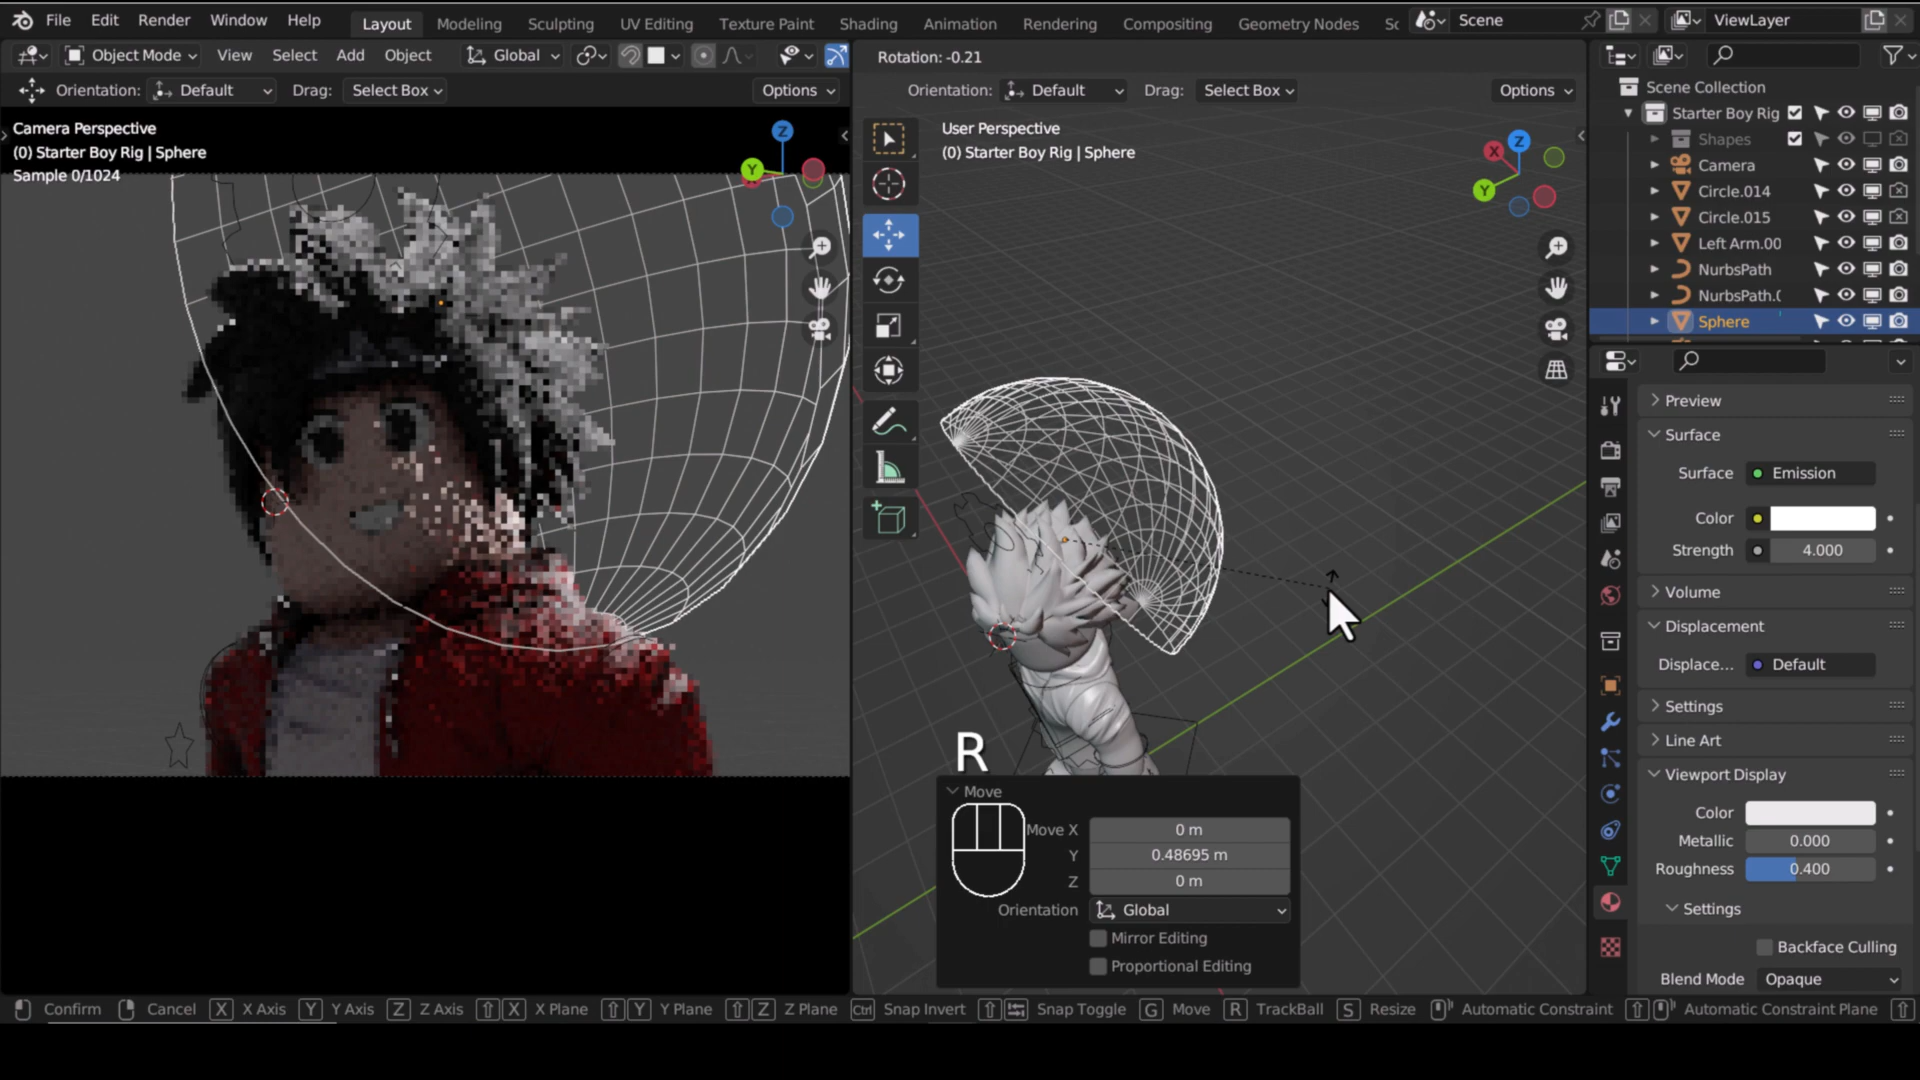 File Edit Render Window Help Layout Modeling Sculpting UV Editing Texture Paint Shading Animation Rendering Compositing Geometry Nodes Sc Scene ViewLayer
Object Mode View Select Add Object Global
Rotation: -0.21
Orientation: Default Drag: Select Box Options
Orientation: Default Drag: Select Box Options
Camera Perspective
(0) Starter Boy Rig | Sphere
Sample 0/1024
Z
Y
User Perspective
(0) Starter Boy Rig | Sphere
Z
X
Y
R
Move
Move X 0 m
Y 0.48695 m
Z 0 m
Orientation Global
Mirror Editing
Proportional Editing
Scene Collection
Starter Boy Rig
Shapes
Camera
Circle.014
Circle.015
Left Arm.00
NurbsPath
NurbsPath.0
Sphere
Preview
Surface
Surface Emission
Color
Strength 4.000
Volume
Displacement
Displace... Default
Settings
Line Art
Viewport Display
Color
Metallic 0.000
Roughness 0.400
Settings
Backface Culling
Blend Mode Opaque
Confirm Cancel X X Axis Y Y Axis Z Z Axis X X Plane Y Y Plane Z Z Plane Ctrl Snap Invert Snap Toggle G Move R TrackBall S Resize Automatic Constraint Automatic Constraint Plane